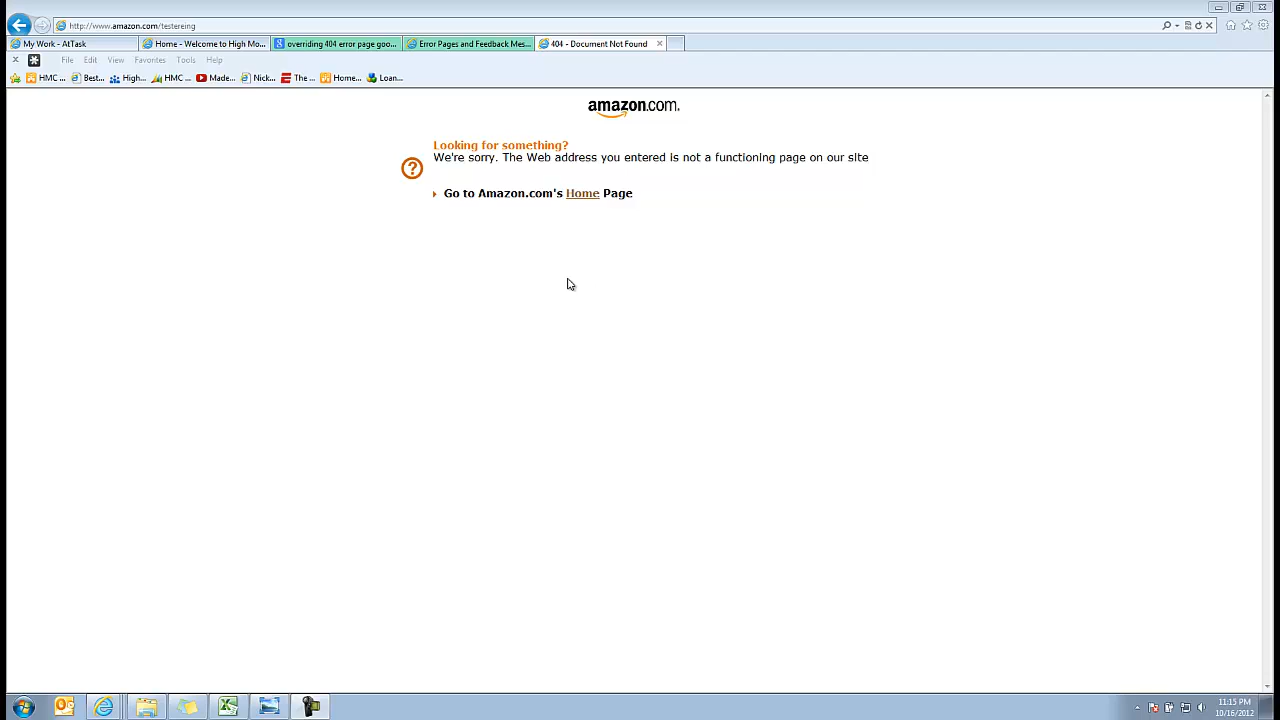 http://www.amazon.com/testereing
My Work - AtTask
Home - Welcome to High Mo...
overriding 404 error page goo...
Error Pages and Feedback Mes...
404 - Document Not Found
File Edit View Favorites Tools Help
HMC ... Best... High... HMC ... Made... Nick... The ... Home... Loan...
amazon.com.
Looking for something?
We're sorry. The Web address you entered is not a functioning page on our site
Go to Amazon.com's Home Page
11:15 PM
10/16/2012